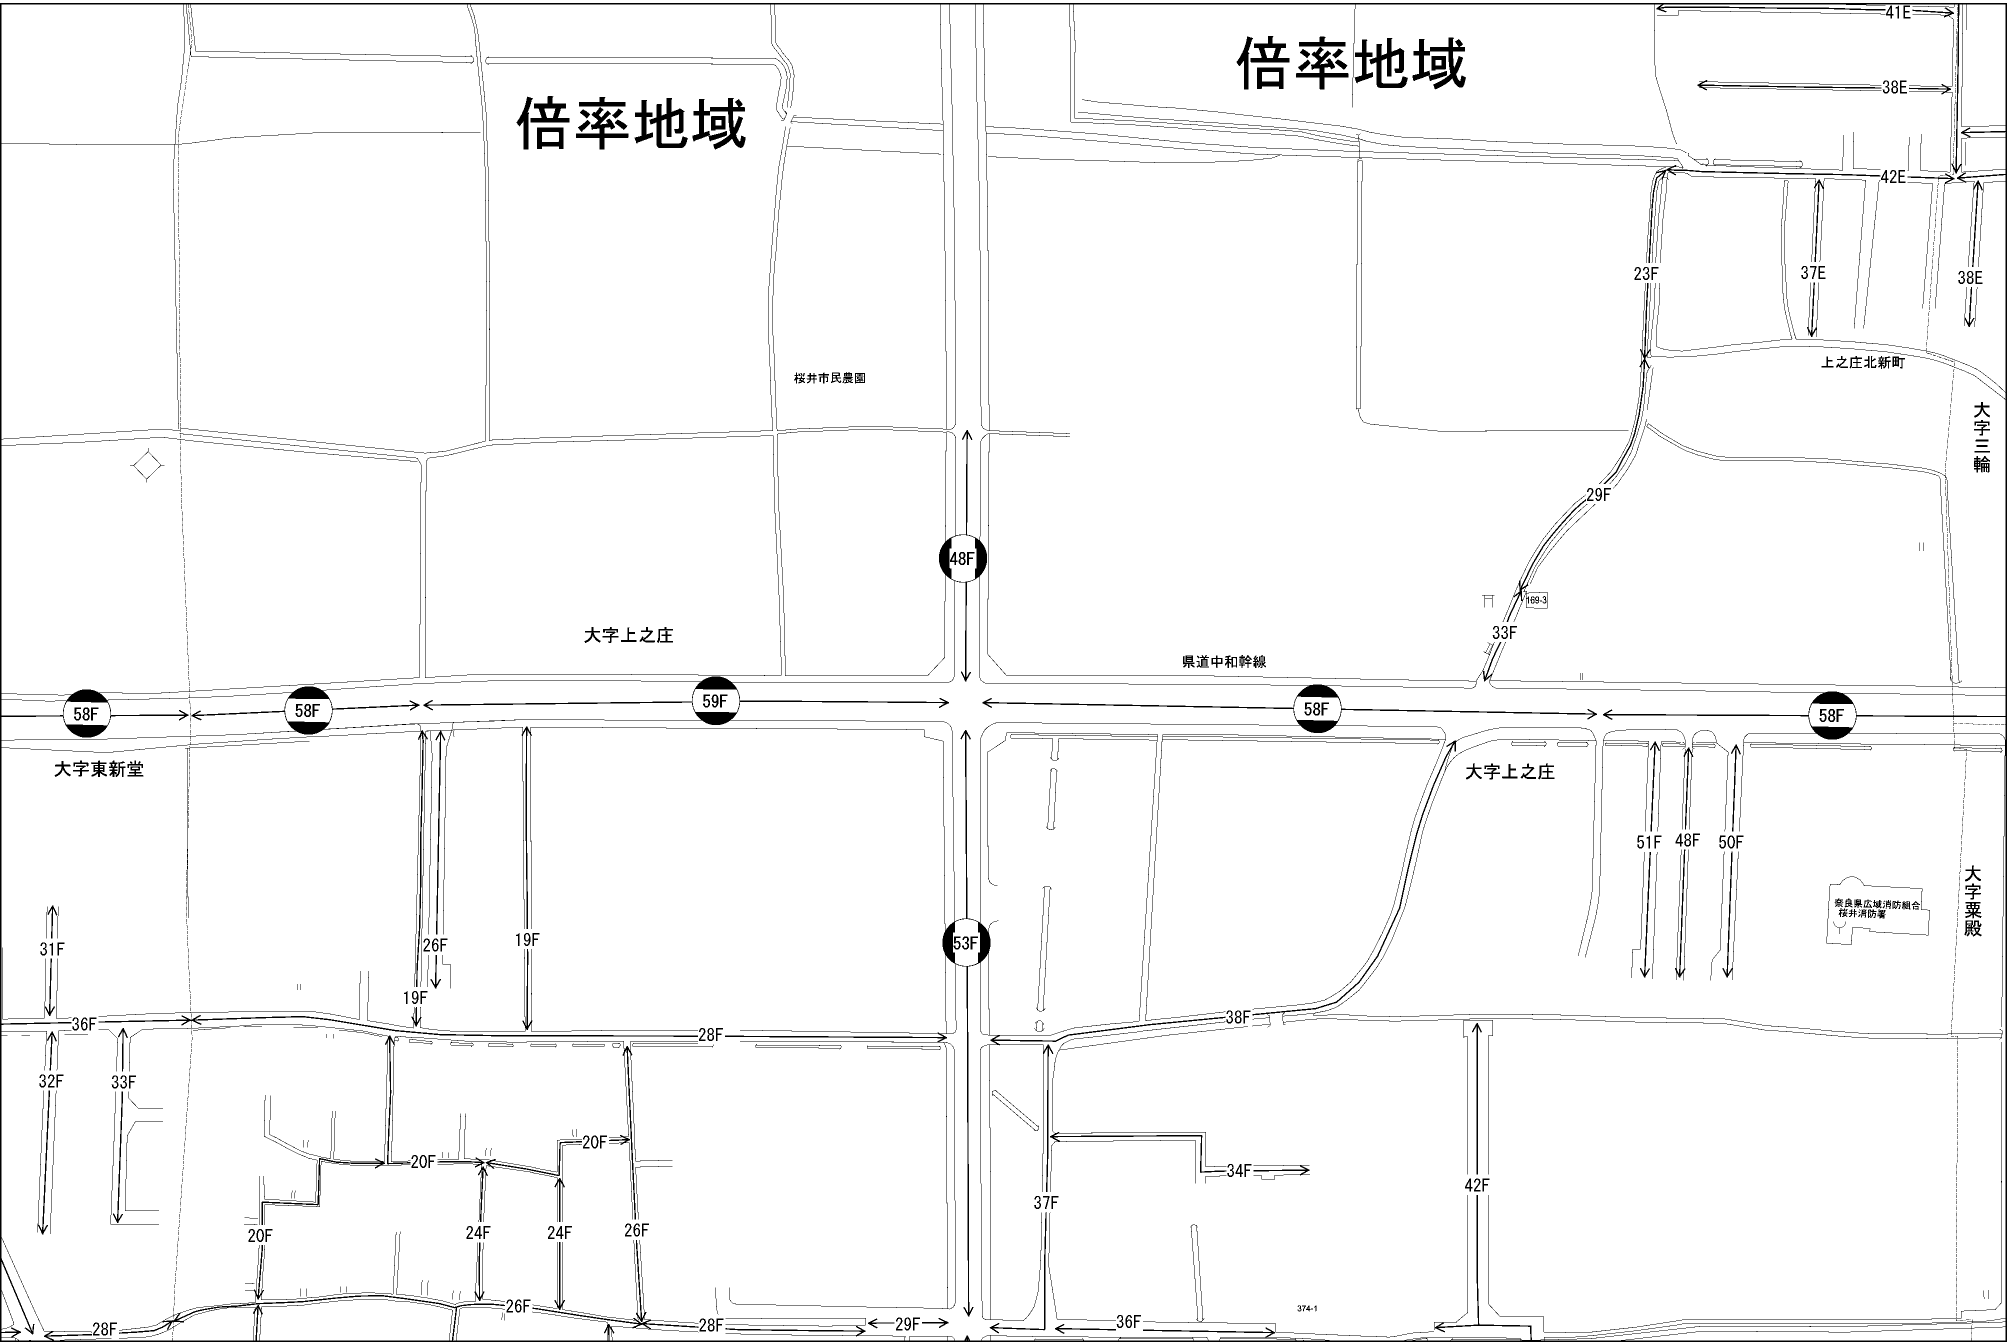 41E
倍率地域
38E
倍率地域
42E
23F
37E
38E
上之庄北新町
桜井市民農園
大字三輪
29F
48F
169-3
33F
大字上之庄
県道中和幹線
58F
58F
59F
58F
58F
大字東新堂
大字上之庄
51F
48F
50F
大字粟殿
奈良県広域消防組合
桜井消防署
31F
26F
19F
53F
19F
36F
28F
38F
32F
33F
20F
20F
34F
42F
37F
20F
24F
24F
26F
26F
374-1
28F
28F
29F
36F